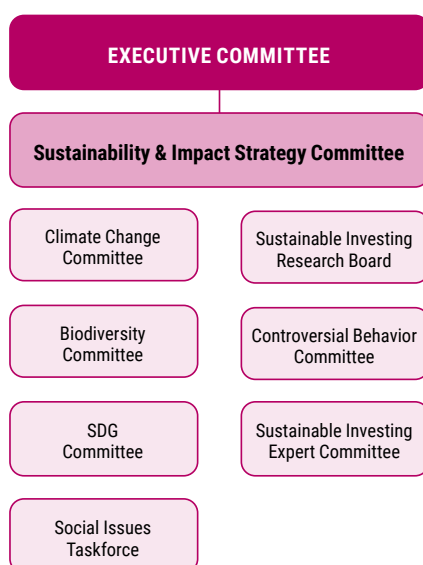 EXECUTIVE COMMITTEE
Sustainability & Impact Strategy Committee
Climate Change
Committee
Sustainable Investing
Research Board
Biodiversity
Committee
Controversial Behavior
Committee
SDG
Committee
Sustainable Investing
Expert Committee
Social Issues
Taskforce